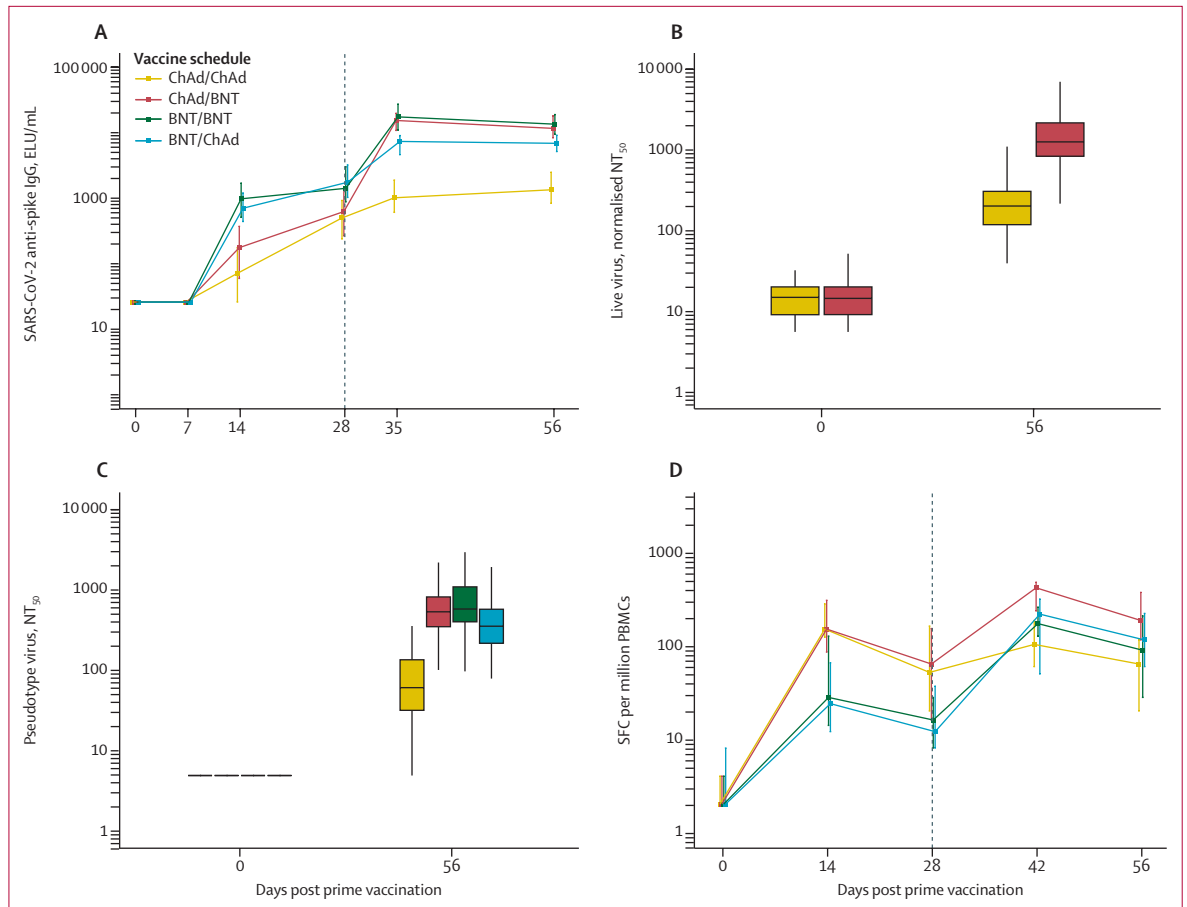 A
Vaccine schedule
ChAd/ChAd
ChAd/BNT
BNT/BNT
BNT/ChAd
SARS-CoV-2 anti-spike IgG, ELU/mL
100 000
1000
10
0 7 14 28 35 56
B
Live virus, normalised NT₅₀
10 000
1000
100
10
1
0 56
C
Pseudotype virus, NT₅₀
10 000
1000
100
10
1
0 56
Days post prime vaccination
D
SFC per million PBMCs
1000
100
10
1
0 14 28 42 56
Days post prime vaccination